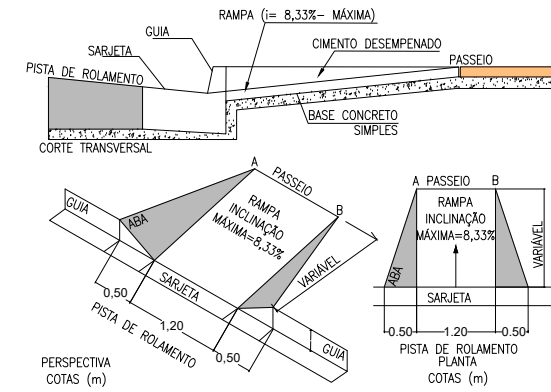 RAMPA (i= 8,33%- MÁXIMA)
GUIA
CIMENTO DESEMPENADO
SARJETA
PASSEIO
PISTA DE ROLAMENTO
BASE CONCRETO
SIMPLES
CORTE TRANSVERSAL
A
PASSEIO
B
GUIA
ABA
RAMPA
INCLINAÇÃO
MÁXIMA=8,33%
VARIÁVEL
SARJETA
0,50
1,20
0,50
GUIA
PISTA DE ROLAMENTO
PERSPECTIVA
COTAS (m)
A PASSEIO B
RAMPA
INCLINAÇÃO
MÁXIMA=8,33%
VARIÁVEL
ABA
SARJETA
0.50 1.20 0.50
PISTA DE ROLAMENTO
PLANTA
COTAS (m)